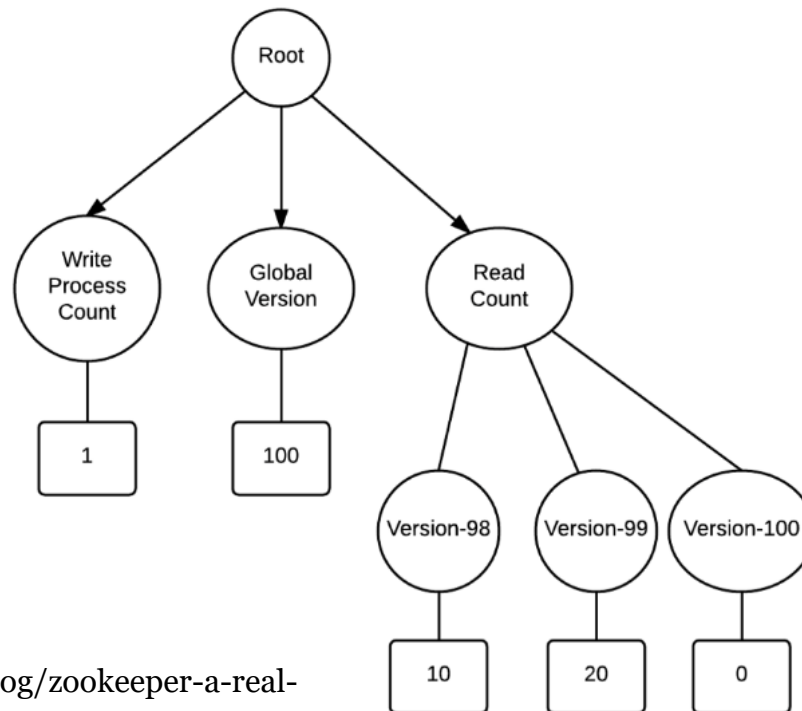 Root
Write
Process
Count
Global
Version
Read
Count
1
100
Version-98
Version-99
Version-100
10
20
0
og/zookeeper-a-real-